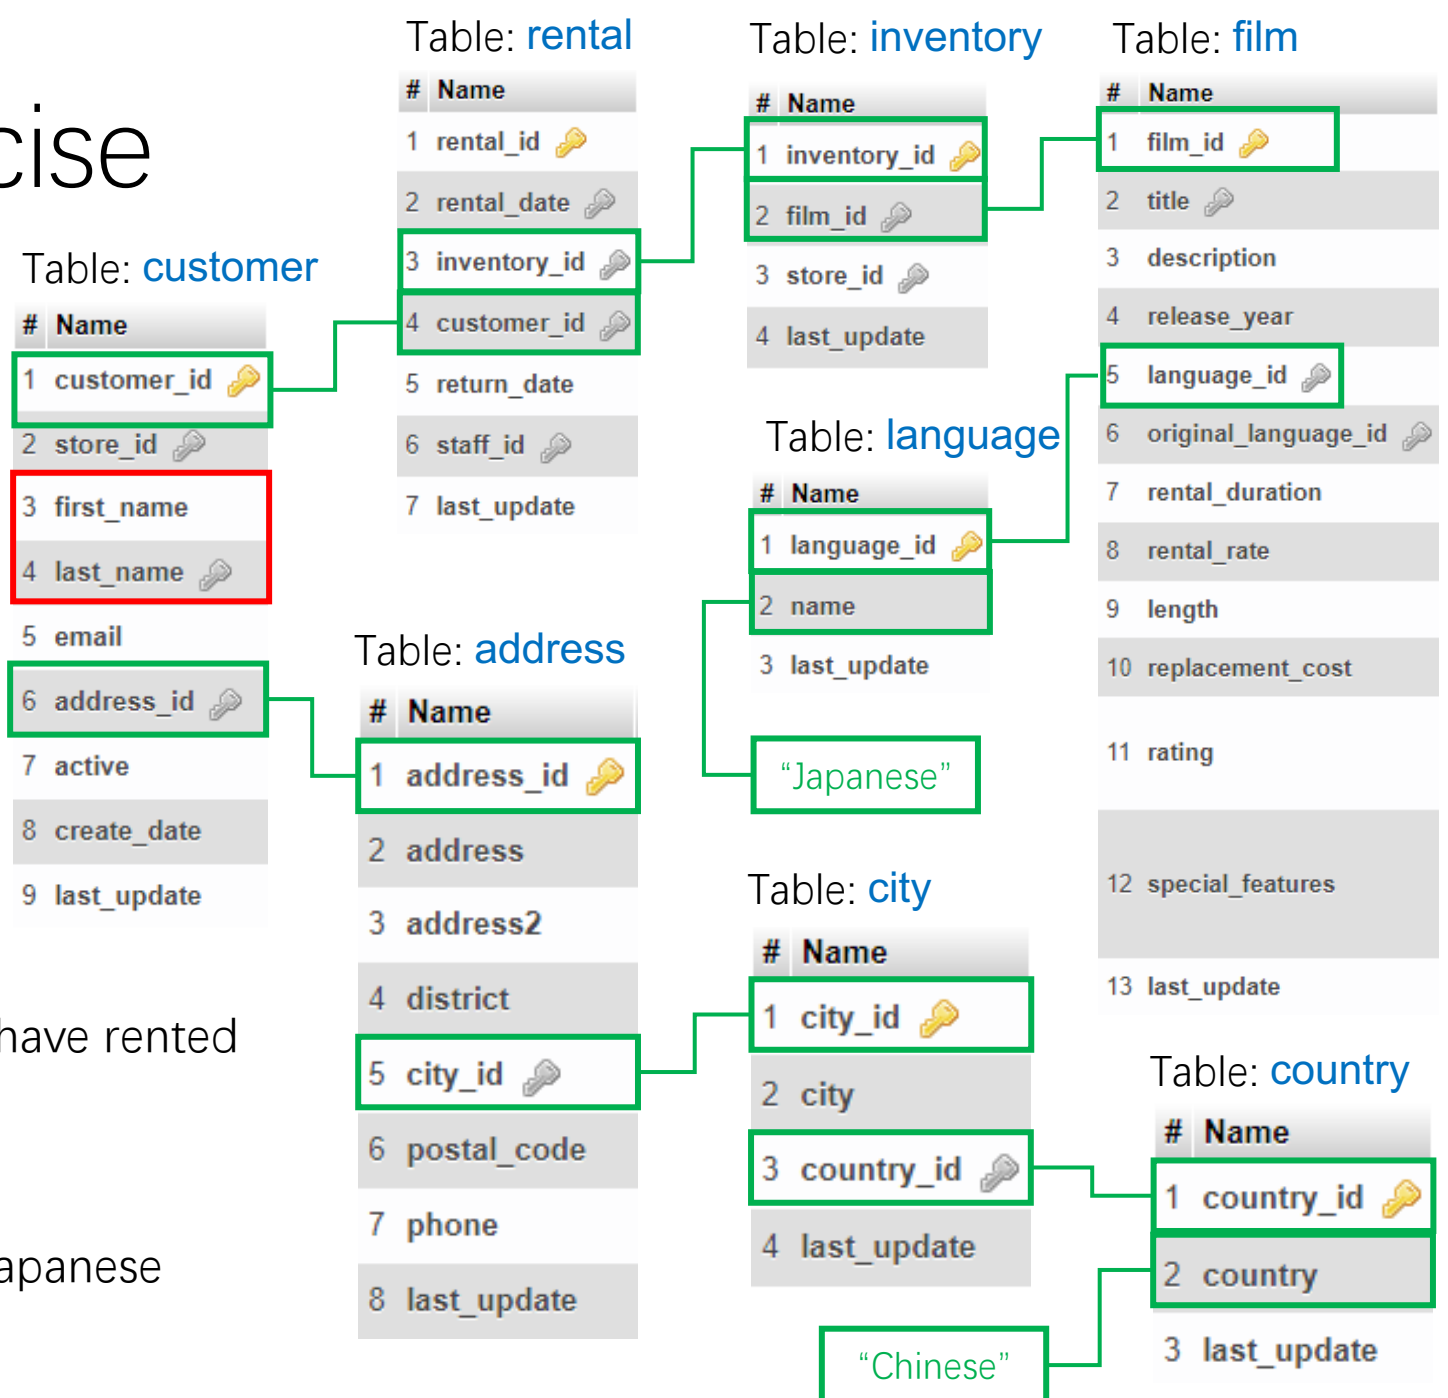 cise
Table: customer
# Name
1 customer_id
2 store_id
3 first_name
4 last_name
5 email
6 address_id
7 active
8 create_date
9 last_update
have rented
apanese
Table: rental
# Name
1 rental_id
2 rental_date
3 inventory_id
4 customer_id
5 return_date
6 staff_id
7 last_update
Table: address
# Name
1 address_id
2 address
3 address2
4 district
5 city_id
6 postal_code
7 phone
8 last_update
Table: inventory
# Name
1 inventory_id
2 film_id
3 store_id
4 last_update
Table: language
# Name
1 language_id
2 name
3 last_update
“Japanese”
Table: city
# Name
1 city_id
2 city
3 country_id
4 last_update
“Chinese”
Table: film
# Name
1 film_id
2 title
3 description
4 release_year
5 language_id
6 original_language_id
7 rental_duration
8 rental_rate
9 length
10 replacement_cost
11 rating
12 special_features
13 last_update
Table: country
# Name
1 country_id
2 country
3 last_update